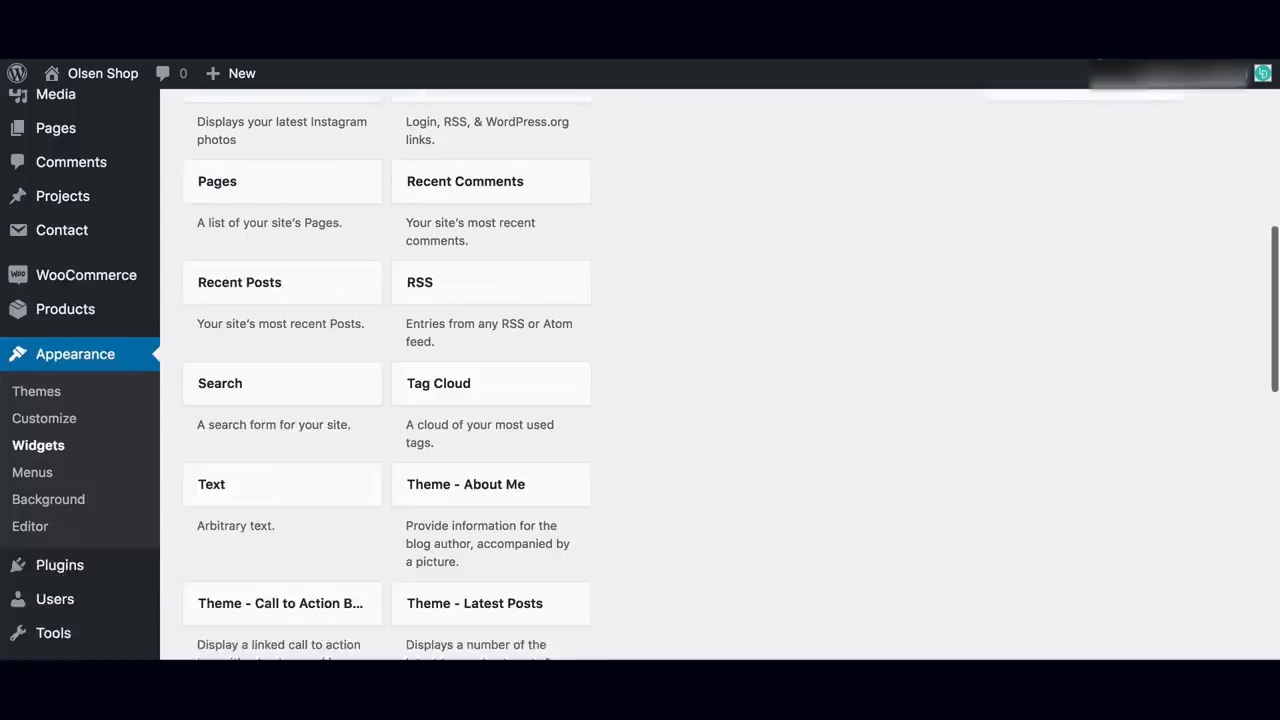 Olsen Shop
0
New
Media
Pages
Comments
Projects
Contact
WooCommerce
Products
Appearance
Themes
Customize
Widgets
Menus
Background
Editor
Plugins
Users
Tools
Displays your latest Instagram
photos
Login, RSS, & WordPress.org
links.
Pages
A list of your site's Pages.
Recent Comments
Your site's most recent
comments.
Recent Posts
Your site's most recent Posts.
RSS
Entries from any RSS or Atom
feed.
Search
A search form for your site.
Tag Cloud
A cloud of your most used
tags.
Text
Arbitrary text.
Theme - About Me
Provide information for the
blog author, accompanied by
a picture.
Theme - Call to Action B...
Display a linked call to action
Theme - Latest Posts
Displays a number of the